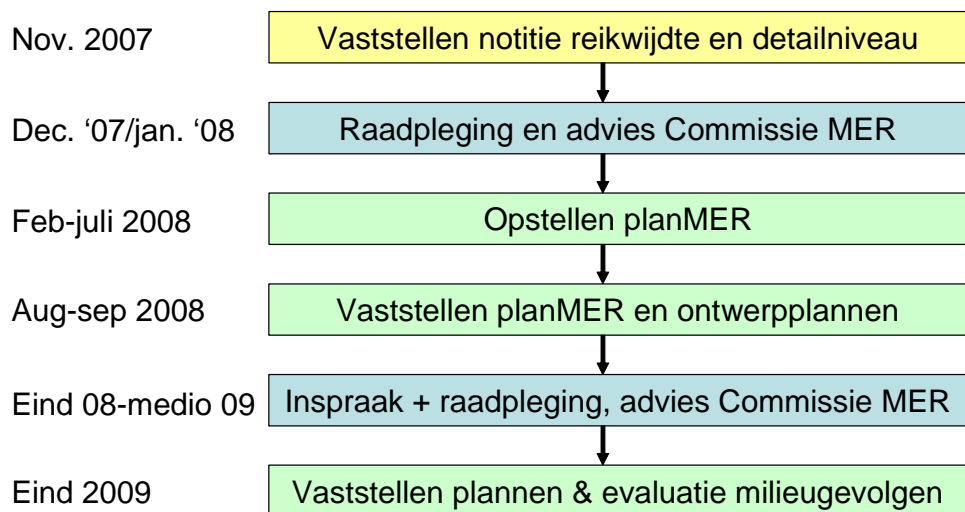 Nov. 2007 Vaststellen notitie reikwijdte en detailniveau
Dec. ‘07/jan. ‘08 Raadpleging en advies Commissie MER
Feb-juli 2008 Opstellen planMER
Aug-sep 2008 Vaststellen planMER en ontwerpplannen
Eind 08-medio 09 Inspraak + raadpleging, advies Commissie MER
Eind 2009 Vaststellen plannen & evaluatie milieugevolgen